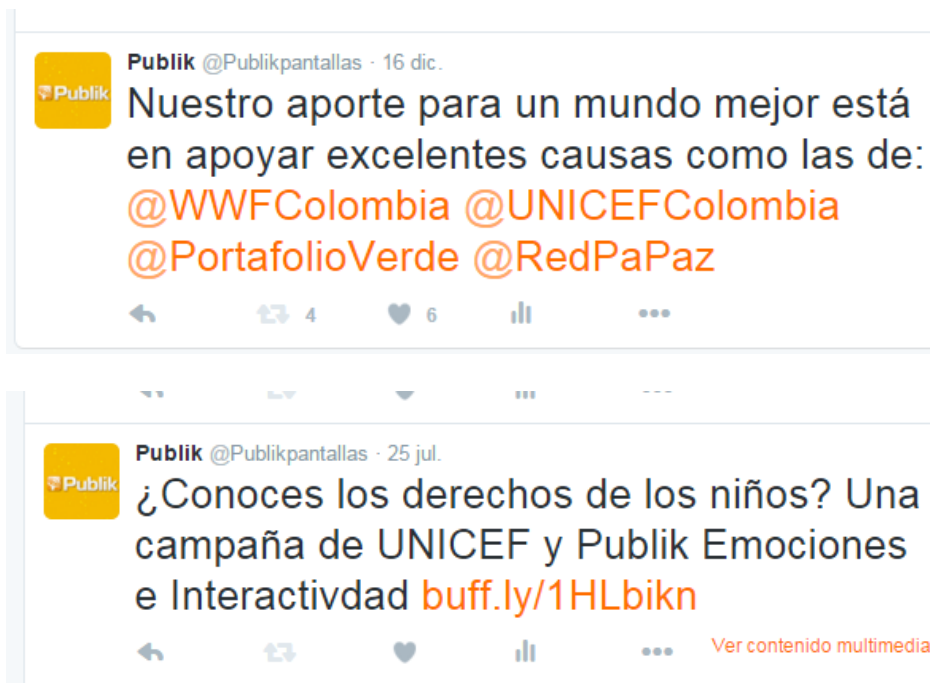 Publik @Publikpantallas · 16 dic.
Publik
Nuestro aporte para un mundo mejor está
en apoyar excelentes causas como las de:
@WWFColombia @UNICEFColombia
@PortafolioVerde @RedPaPaz
4 6
Publik @Publikpantallas · 25 jul.
Publik
¿Conoces los derechos de los niños? Una
campaña de UNICEF y Publik Emociones
e Interactivdad buff.ly/1HLbikn
Ver contenido multimedia